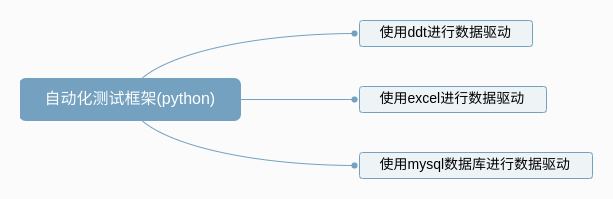 使用ddt进行数据驱动
自动化测试框架(python)
使用excel进行数据驱动
使用mysql数据库进行数据驱动